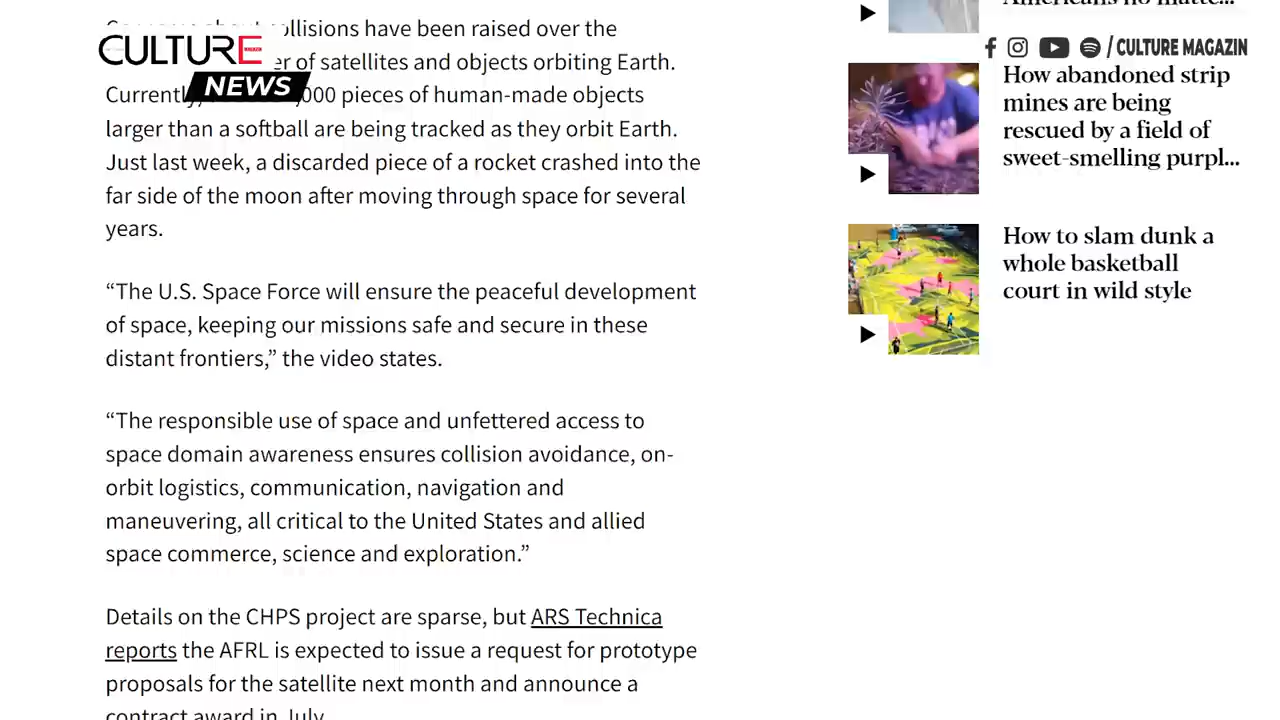 ollisions have been raised over the
er of satellites and objects orbiting Earth.
Currently, 000 pieces of human-made objects
larger than a softball are being tracked as they orbit Earth.
Just last week, a discarded piece of a rocket crashed into the
far side of the moon after moving through space for several
years.
“The U.S. Space Force will ensure the peaceful development
of space, keeping our missions safe and secure in these
distant frontiers,” the video states.
“The responsible use of space and unfettered access to
space domain awareness ensures collision avoidance, on-
orbit logistics, communication, navigation and
maneuvering, all critical to the United States and allied
space commerce, science and exploration.”
Details on the CHPS project are sparse, but ARS Technica
reports the AFRL is expected to issue a request for prototype
proposals for the satellite next month and announce a
contract award in July
CULTURE
NEWS
/ CULTURE MAGAZIN
How abandoned strip
mines are being
rescued by a field of
sweet-smelling purpl...
How to slam dunk a
whole basketball
court in wild style